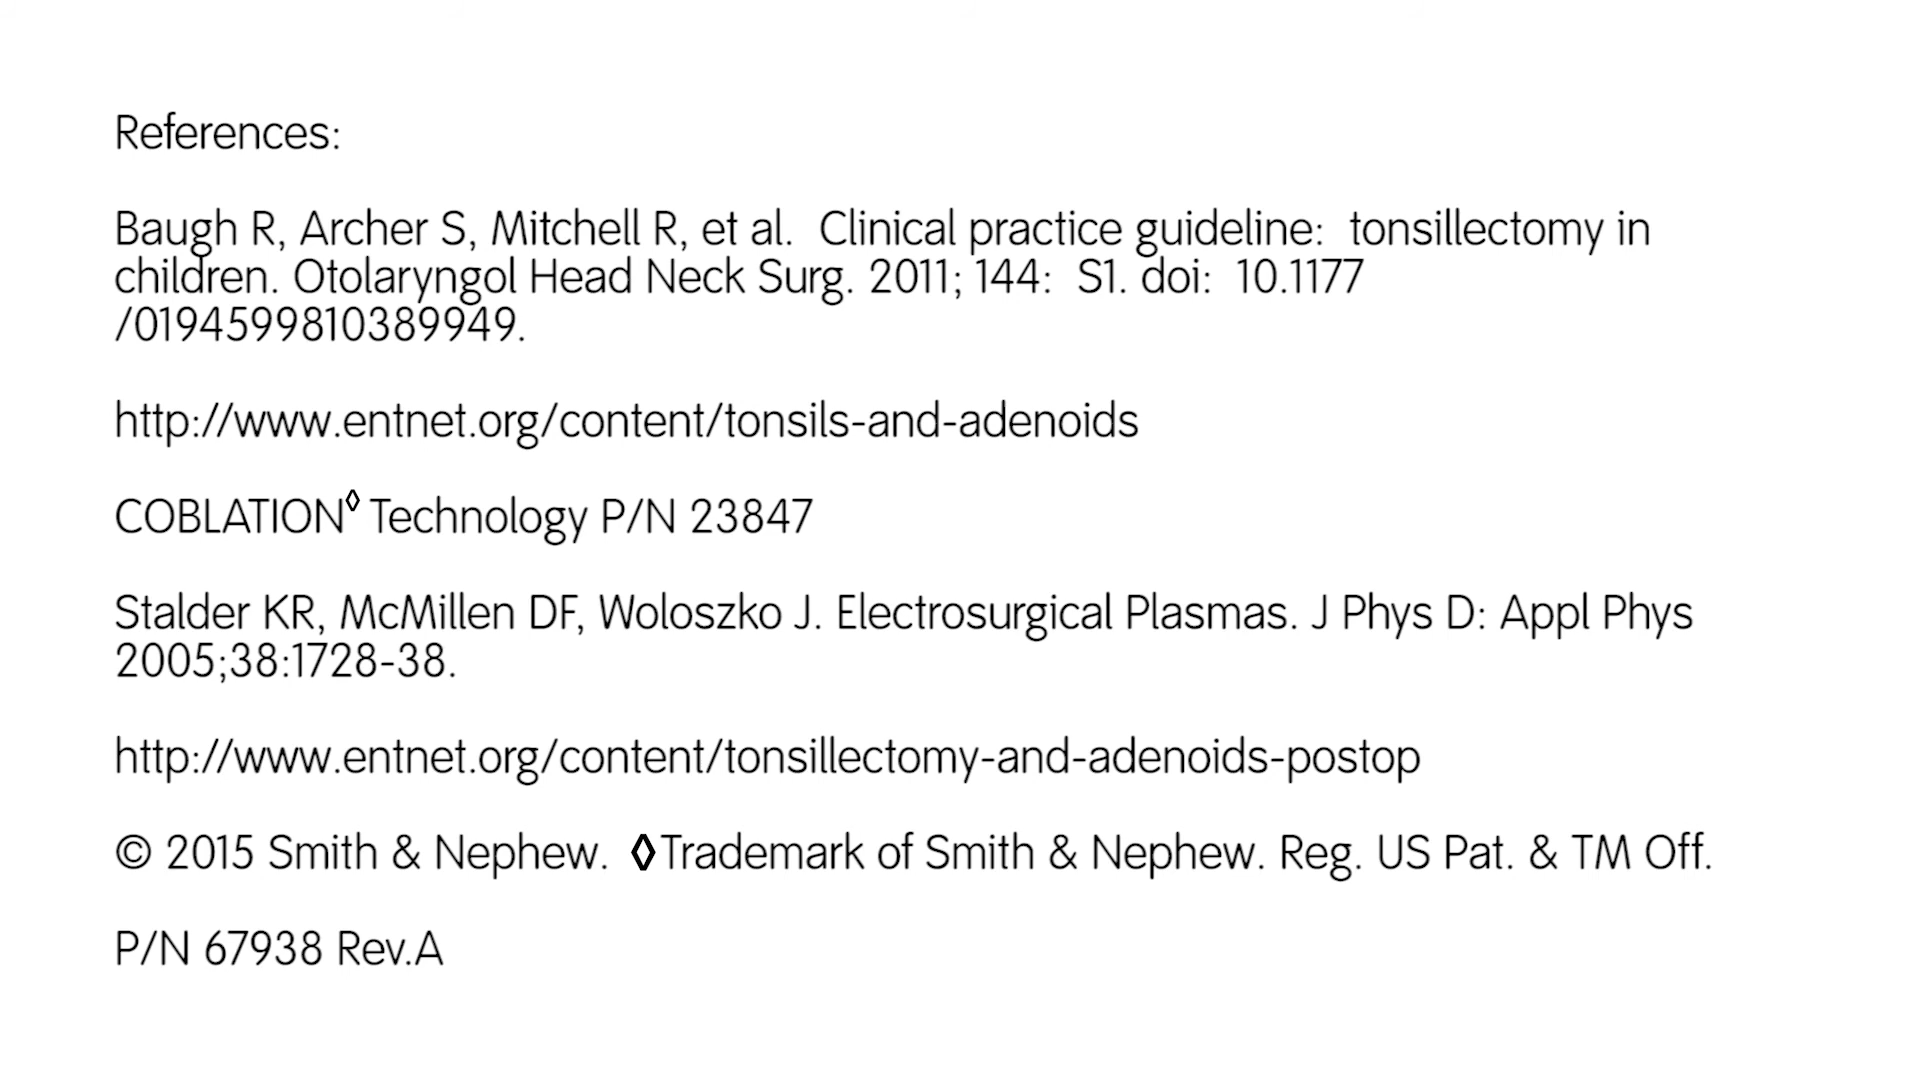 References:
Baugh R, Archer S, Mitchell R, et al.  Clinical practice guideline:  tonsillectomy in
children. Otolaryngol Head Neck Surg. 2011; 144:  S1. doi:  10.1177
/0194599810389949.
http://www.entnet.org/content/tonsils-and-adenoids
COBLATION◊ Technology P/N 23847
Stalder KR, McMillen DF, Woloszko J. Electrosurgical Plasmas. J Phys D: Appl Phys
2005;38:1728-38.
http://www.entnet.org/content/tonsillectomy-and-adenoids-postop
© 2015 Smith & Nephew.  ◊Trademark of Smith & Nephew. Reg. US Pat. & TM Off.
P/N 67938 Rev.A